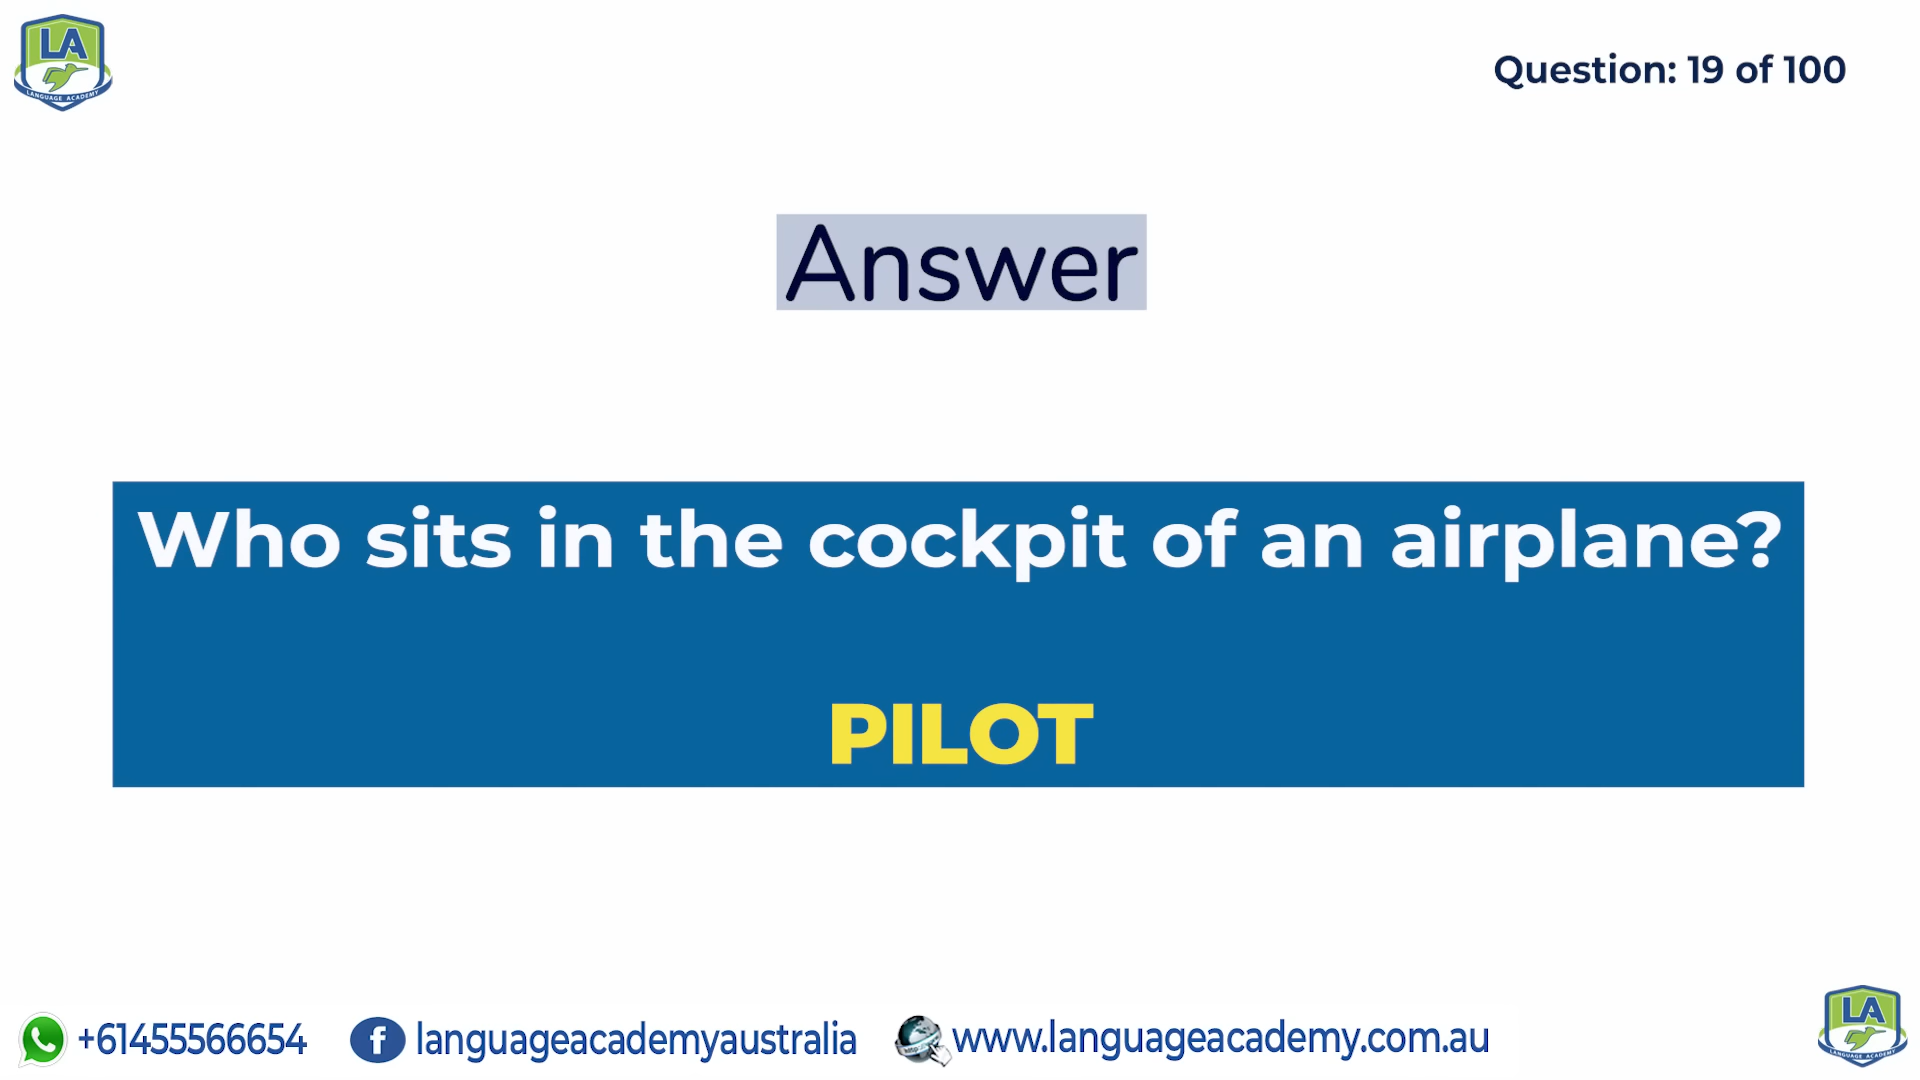 LA
LANGUAGE ACADEMY
Question: 19 of 100
Answer
Who sits in the cockpit of an airplane?
PILOT
+61455566654
languageacademyaustralia
www.languageacademy.com.au
LA
LANGUAGE ACADEMY